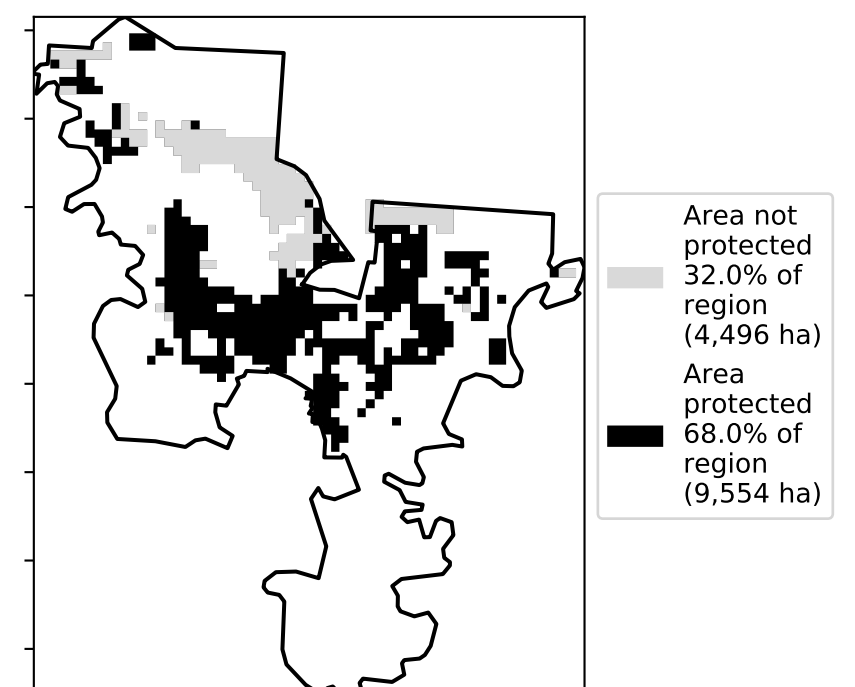 Area not
protected
32.0% of
region
(4,496 ha)
Area
protected
68.0% of
region
(9,554 ha)